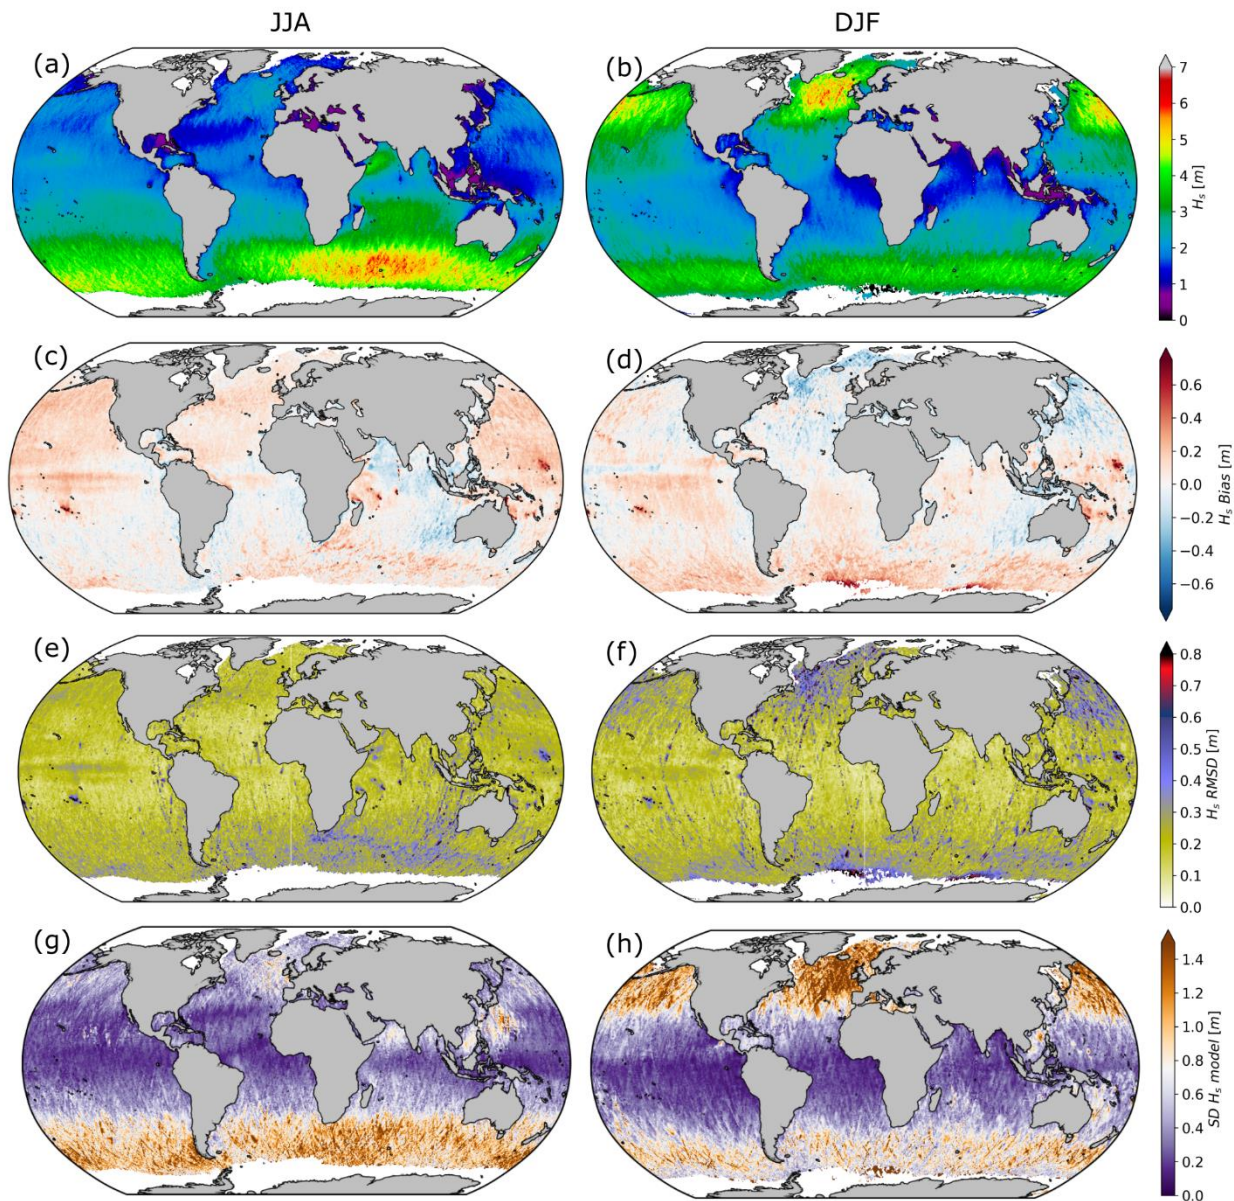 JJA
DJF
(a)
(b)
7
6
5
4
3
2
1
0
H_s [m]
(c)
(d)
0.6
0.4
0.2
0.0
−0.2
−0.4
−0.6
H_s Bias [m]
(e)
(f)
0.8
0.7
0.6
0.5
0.4
0.3
0.2
0.1
0.0
H_s RMSD [m]
(g)
(h)
1.4
1.2
1.0
0.8
0.6
0.4
0.2
0.0
SD H_s model [m]